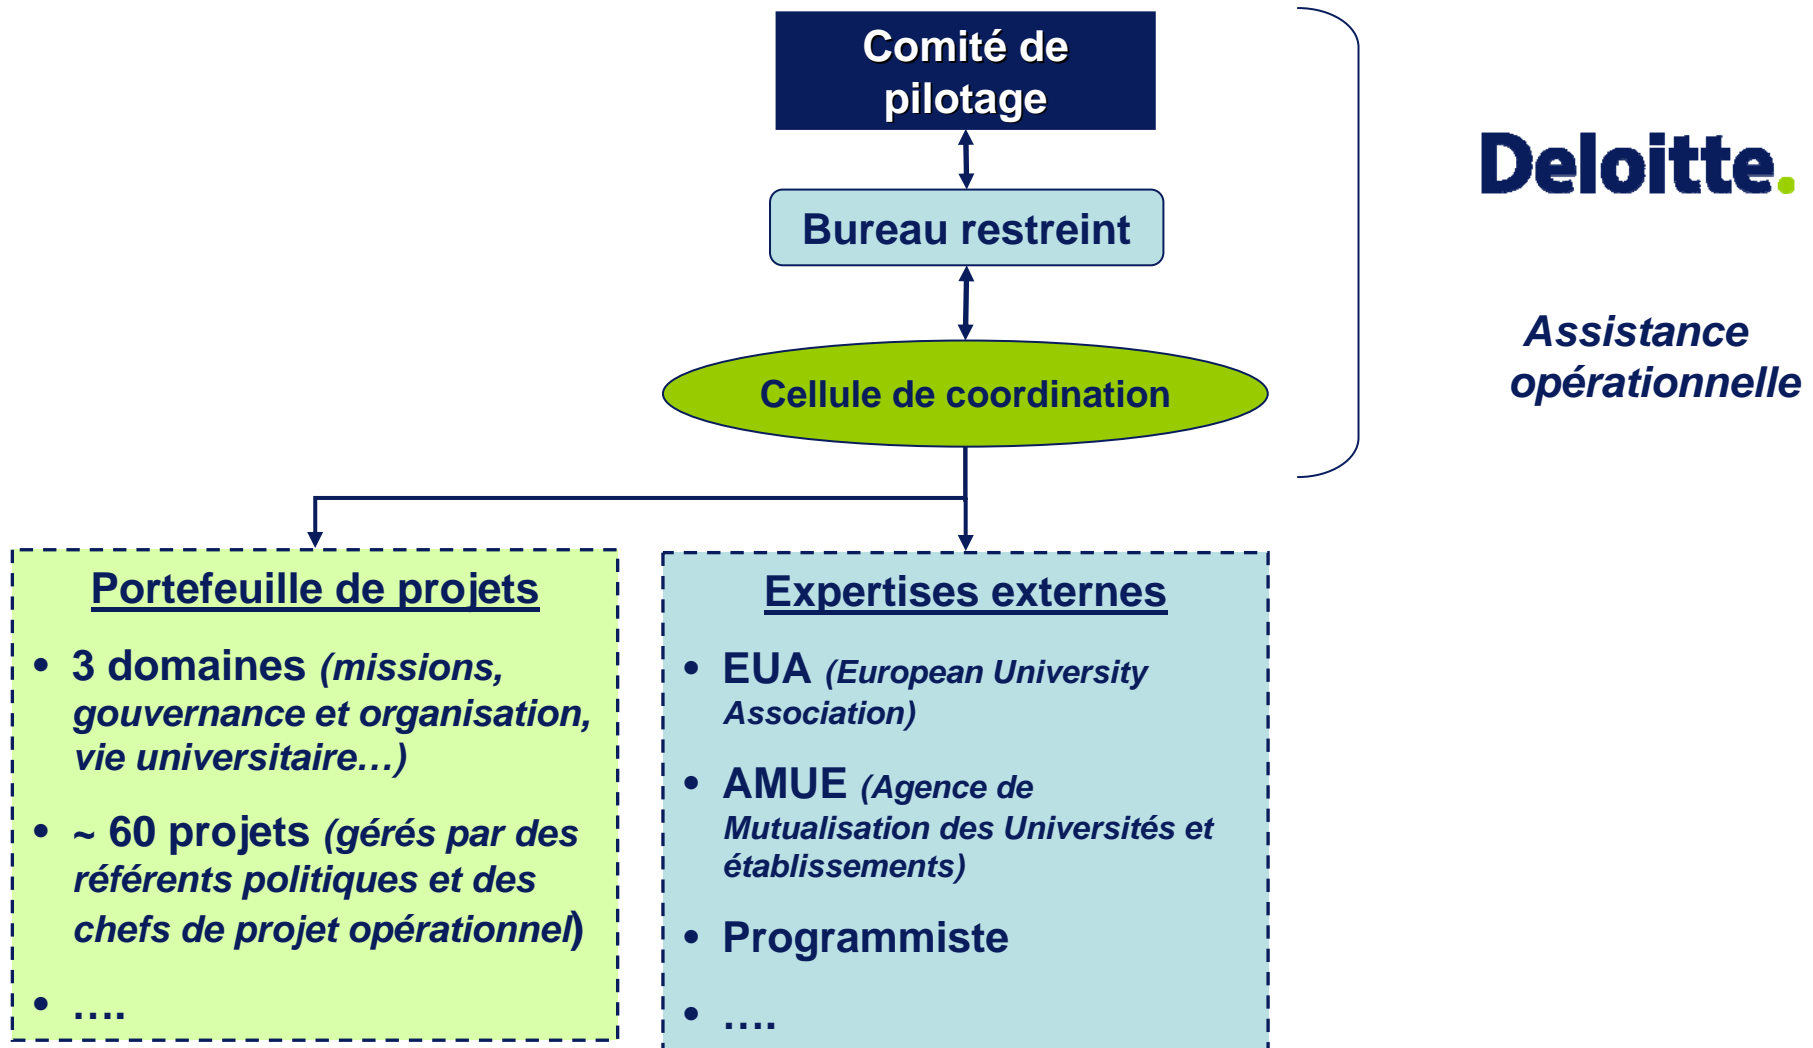 Comité de
pilotage
Deloitte.
Bureau restreint
Assistance
opérationnelle
Cellule de coordination
Portefeuille de projets
• 3 domaines (missions,
gouvernance et organisation,
vie universitaire…)
• ~ 60 projets (gérés par des
référents politiques et des
chefs de projet opérationnel)
• ….
Expertises externes
• EUA (European University
Association)
• AMUE (Agence de
Mutualisation des Universités et
établissements)
• Programmiste
• ….